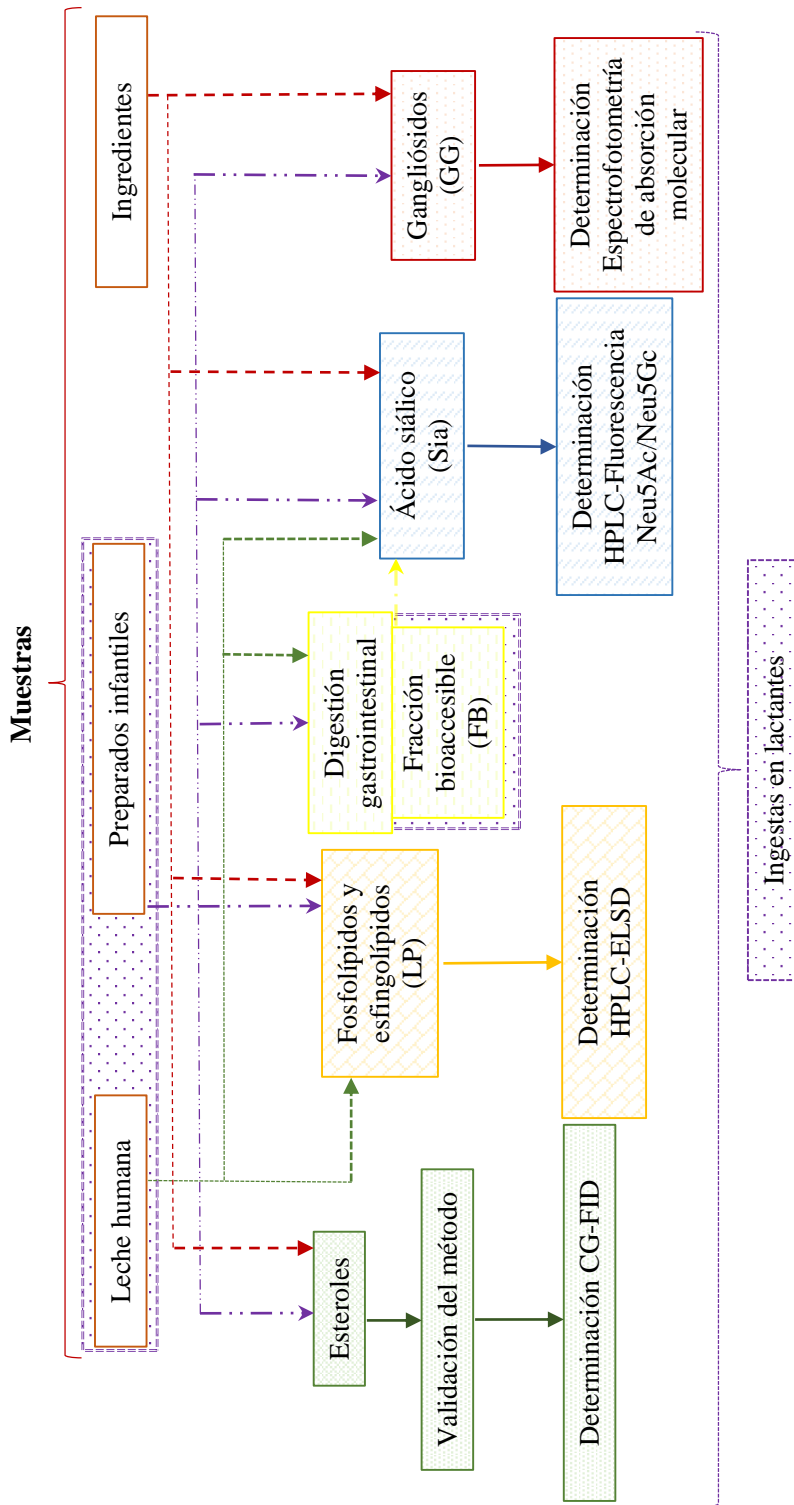 Muestras
Leche humana
Preparados infantiles
Ingredientes
Esteroles
Fosfolípidos y
esfingolípidos
(LP)
Digestión
gastrointestinal
Fracción
bioaccesible
(FB)
Ácido siálico
(Sia)
Gangliósidos
(GG)
Validación del método
Determinación CG-FID
Determinación
HPLC-ELSD
Determinación
HPLC-Fluorescencia
Neu5Ac/Neu5Gc
Determinación
Espectrofotometría
de absorción
molecular
Ingestas en lactantes